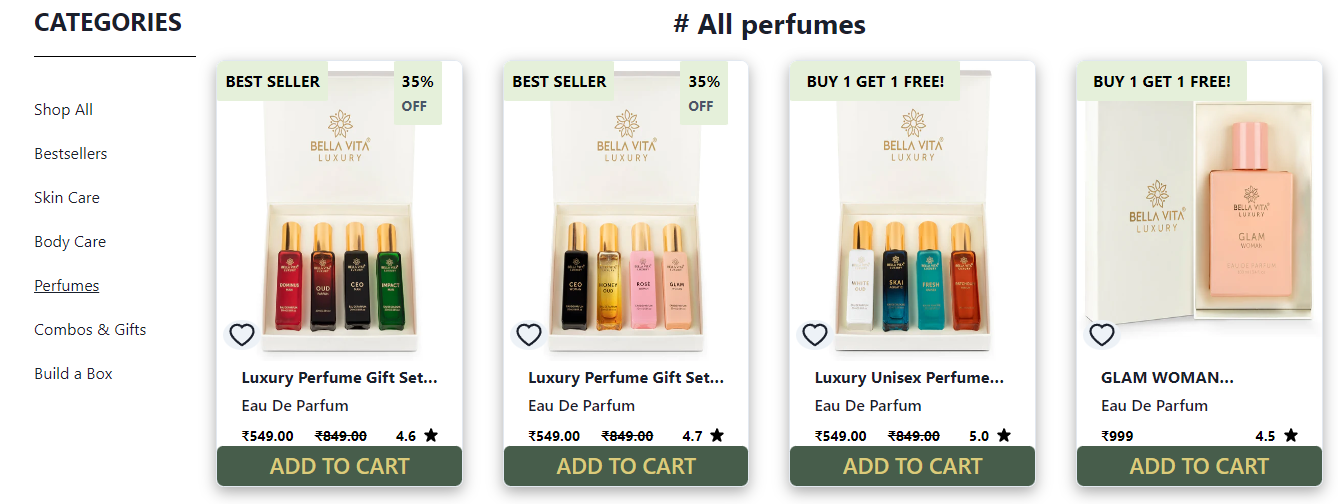 CATEGORIES
Shop All
Bestsellers
Skin Care
Body Care
Perfumes
Combos & Gifts
Build a Box
# All perfumes
BEST SELLER
35%
OFF
BELLA VITA
LUXURY
DOMINUS
OUD
CEO
IMPACT
Luxury Perfume Gift Set...
Eau De Parfum
₹549.00 ₹849.00 4.6
ADD TO CART
BEST SELLER
35%
OFF
BELLA VITA
LUXURY
CEO
HONEY
OUD
ROSE
GLAM
Luxury Perfume Gift Set...
Eau De Parfum
₹549.00 ₹849.00 4.7
ADD TO CART
BUY 1 GET 1 FREE!
BELLA VITA
LUXURY
WHITE
OUD
SKAI
FRESH
Luxury Unisex Perfume...
Eau De Parfum
₹549.00 ₹849.00 5.0
ADD TO CART
BUY 1 GET 1 FREE!
BELLA VITA
LUXURY
BELLA VITA
LUXURY
GLAM
WOMAN
EAU DE PARFUM
GLAM WOMAN...
Eau De Parfum
₹999 4.5
ADD TO CART